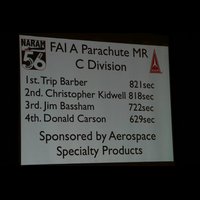 NARAM
56
FAI A Parachute MR
C Division
1st. Trip Barber 821sec
2nd. Christopher Kidwell 818sec
3rd. Jim Bassham 722sec
4th. Donald Carson 629sec
Sponsored by Aerospace
Specialty Products